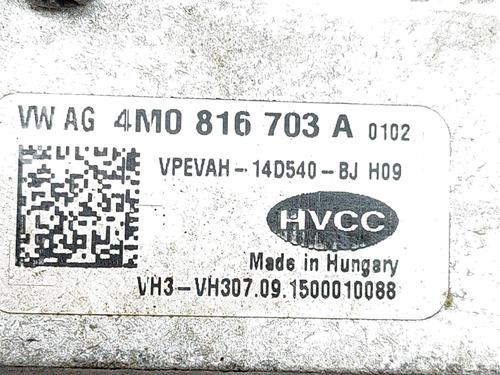 VW AG 4M0 816 703 A 0102
VPEVAH-14D540-BJ H09
HVCC
Made in Hungary
VH3-VH307.09.1500010088